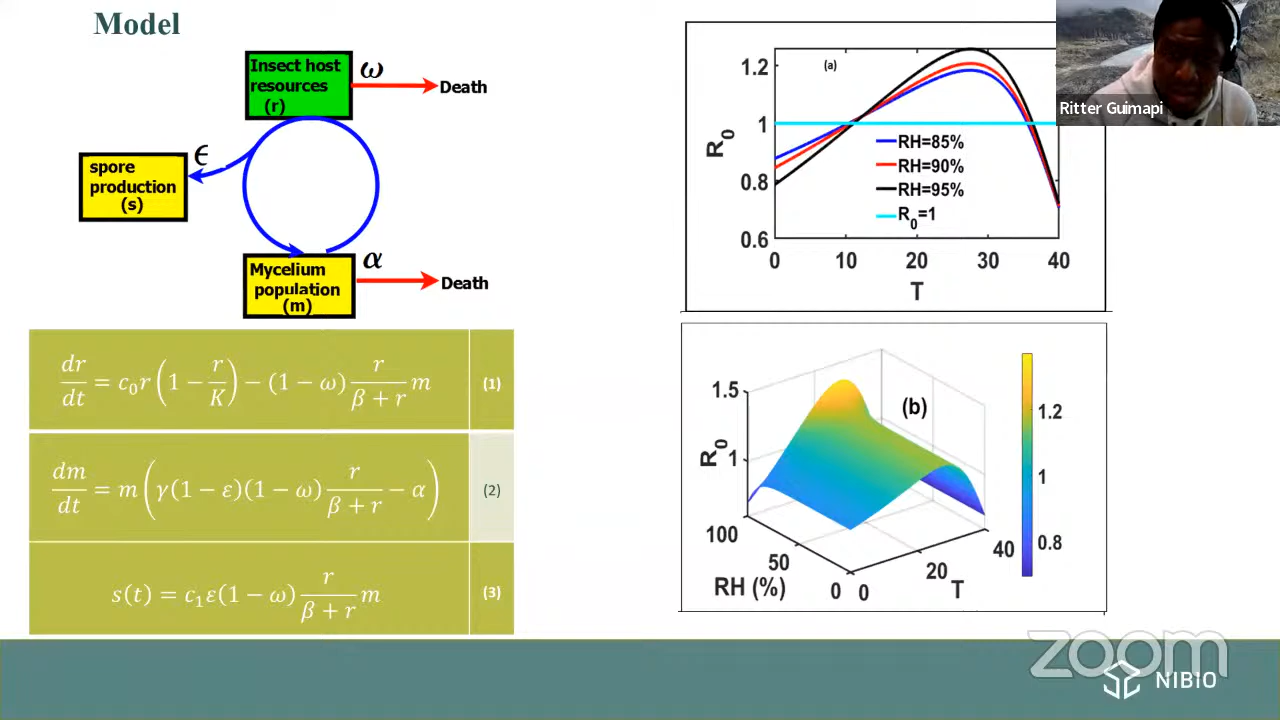 Model
Insect host
resources
(r)
ω
Death
ϵ
spore
production
(s)
Mycelium
population
(m)
α
Death
dr/dt = c₀r(1 − r/K) − (1 − ω) r/(β + r) m
(1)
dm/dt = m(γ(1 − ε)(1 − ω) r/(β + r) − α)
(2)
s(t) = c₁ε(1 − ω) r/(β + r) m
(3)
(a)
1.2
1
0.8
0.6
R₀
RH=85%
RH=90%
RH=95%
R₀=1
0 10 20 30 40
T
Ritter Guimapi
(b)
1.5
1
R₀
100
50
0
RH (%)
0
20
40
T
1.2
1
0.8
zoom
NIBIO